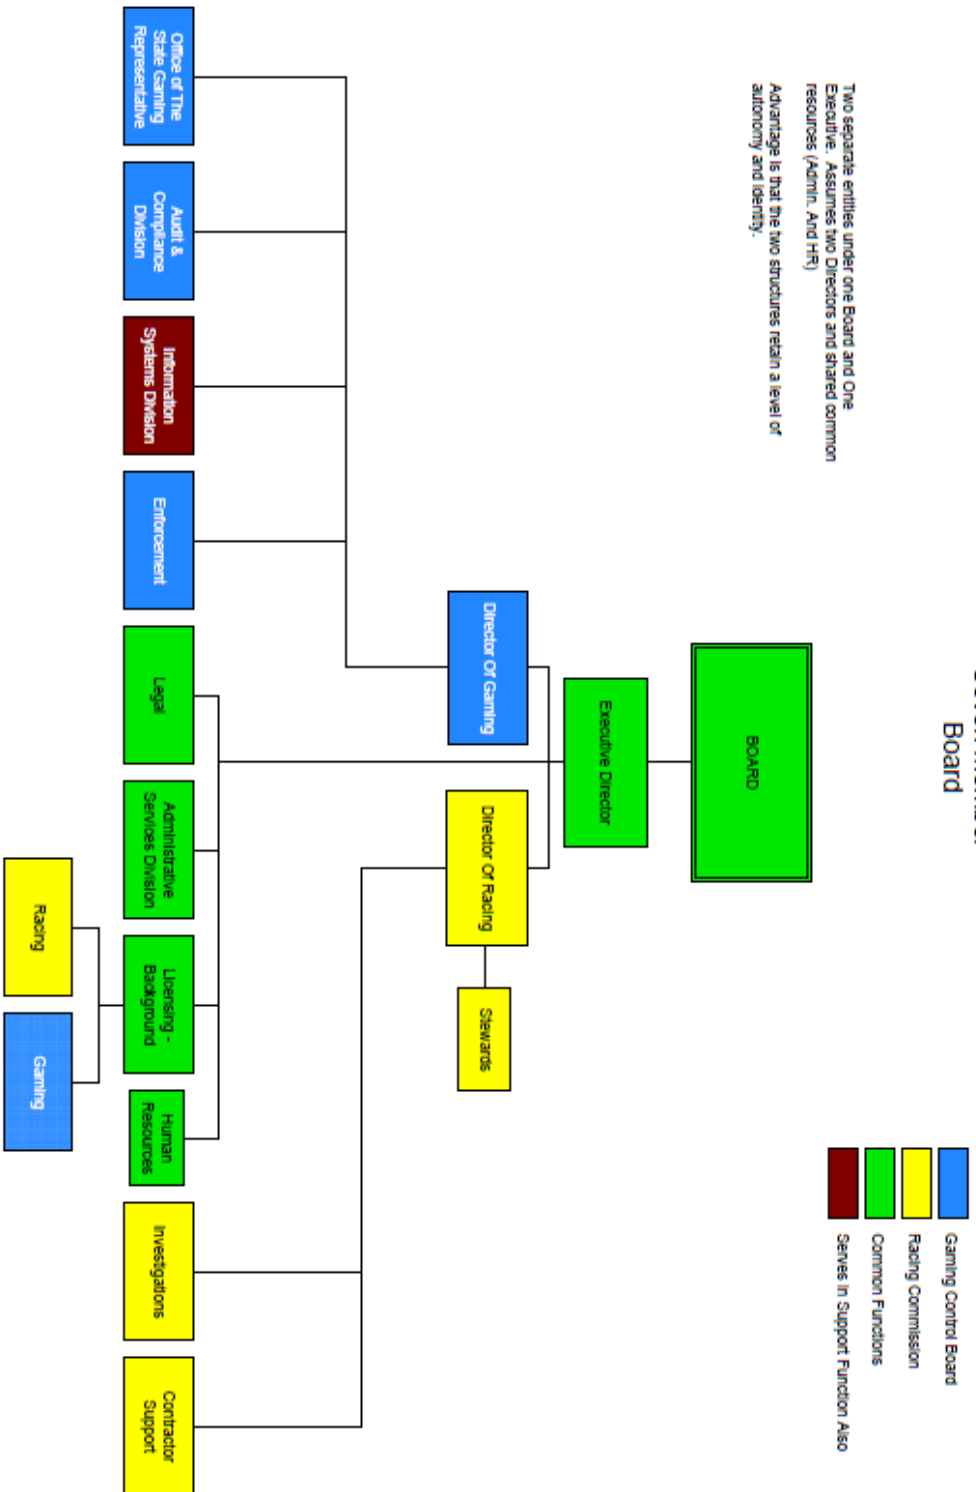 Board
Two separate entities under one Board and One
Executive. Assumes two Directors and shared common
resources (Admin. And HR)
Advantage is that the two structures retain a level of
autonomy and identity.
Gaming Control Board
Racing Commission
Common Functions
Serves In Support Function Also
BOARD
Executive Director
Director Of Gaming
Director Of Racing
Stewards
Office of The
State Gaming
Representative
Audit &
Compliance
Division
Information
Systems Division
Enforcement
Legal
Administrative
Services Division
Licensing -
Background
Human
Resources
Investigations
Contractor
Support
Racing
Gaming